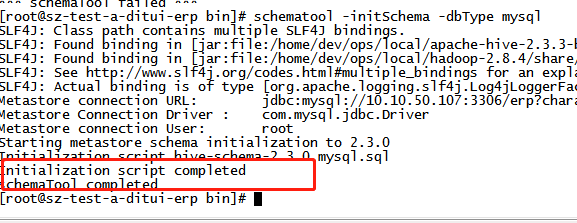 *** schemaTool failed ***
[root@sz-test-a-ditui-erp bin]# schematool -initSchema -dbType mysql
SLF4J: Class path contains multiple SLF4J bindings.
SLF4J: Found binding in [jar:file:/home/dev/ops/local/apache-hive-2.3.3-b
SLF4J: Found binding in [jar:file:/home/dev/ops/local/hadoop-2.8.4/share/
SLF4J: See http://www.slf4j.org/codes.html#multiple_bindings for an expla
SLF4J: Actual binding is of type [org.apache.logging.slf4j.Log4jLoggerFac
Metastore connection URL: jdbc:mysql://10.10.50.107:3306/erp?chara
Metastore Connection Driver : com.mysql.jdbc.Driver
Metastore connection User: root
Starting metastore schema initialization to 2.3.0
Initialization script hive-schema-2.3.0.mysql.sql
Initialization script completed
schemaTool completed
[root@sz-test-a-ditui-erp bin]#